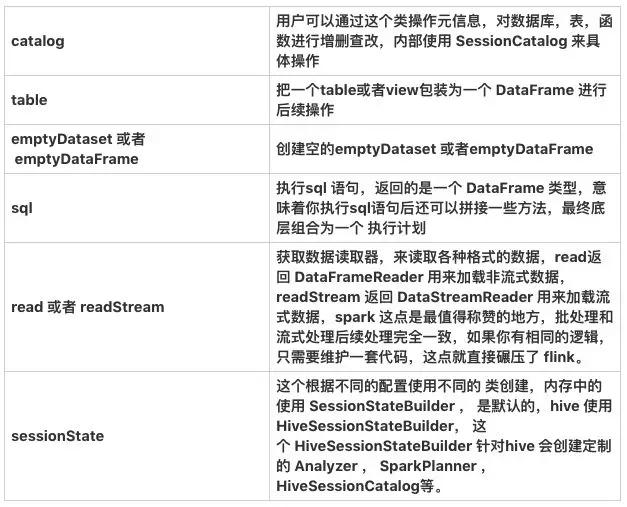 catalog
用户可以通过这个类操作元信息，对数据库，表，函
数进行增删查改，内部使用 SessionCatalog 来具
体操作
table
把一个table或者view包装为一个 DataFrame 进行
后续操作
emptyDataset 或者
emptyDataFrame
创建空的emptyDataset 或者emptyDataFrame
sql
执行sql 语句，返回的是一个 DataFrame 类型，意
味着你执行sql语句后还可以拼接一些方法，最终底
层组合为一个 执行计划
read 或者 readStream
获取数据读取器，来读取各种格式的数据，read返
回 DataFrameReader 用来加载非流式数据，
readStream 返回 DataStreamReader 用来加载流
式数据，spark 这点是最值得称赞的地方，批处理和
流式处理后续处理完全一致，如果你有相同的逻辑，
只需要维护一套代码，这点就直接碾压了 flink。
sessionState
这个根据不同的配置使用不同的 类创建，内存中的
使用 SessionStateBuilder ， 是默认的，hive 使用
HiveSessionStateBuilder， 这
个 HiveSessionStateBuilder 针对hive 会创建定制
的 Analyzer ， SparkPlanner ，
HiveSessionCatalog等。